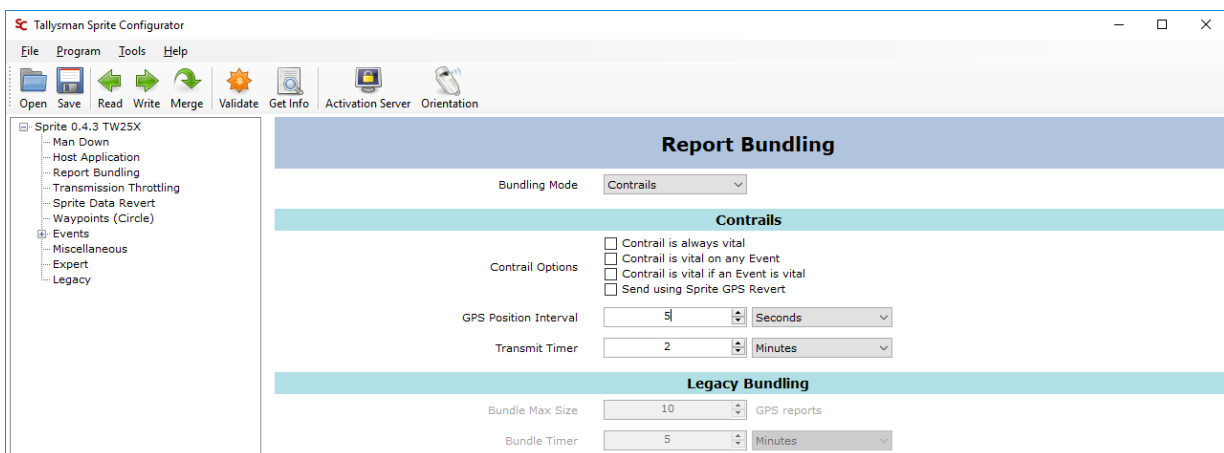 SC Tallysman Sprite Configurator
File Program Tools Help
Open Save Read Write Merge Validate Get Info Activation Server Orientation
Sprite 0.4.3 TW25X
Man Down
Host Application
Report Bundling
Transmission Throttling
Sprite Data Revert
Waypoints (Circle)
Events
Miscellaneous
Expert
Legacy
Report Bundling
Bundling Mode Contrails
Contrails
Contrail Options
Contrail is always vital
Contrail is vital on any Event
Contrail is vital if an Event is vital
Send using Sprite GPS Revert
GPS Position Interval 5 Seconds
Transmit Timer 2 Minutes
Legacy Bundling
Bundle Max Size 10 GPS reports
Bundle Timer 5 Minutes